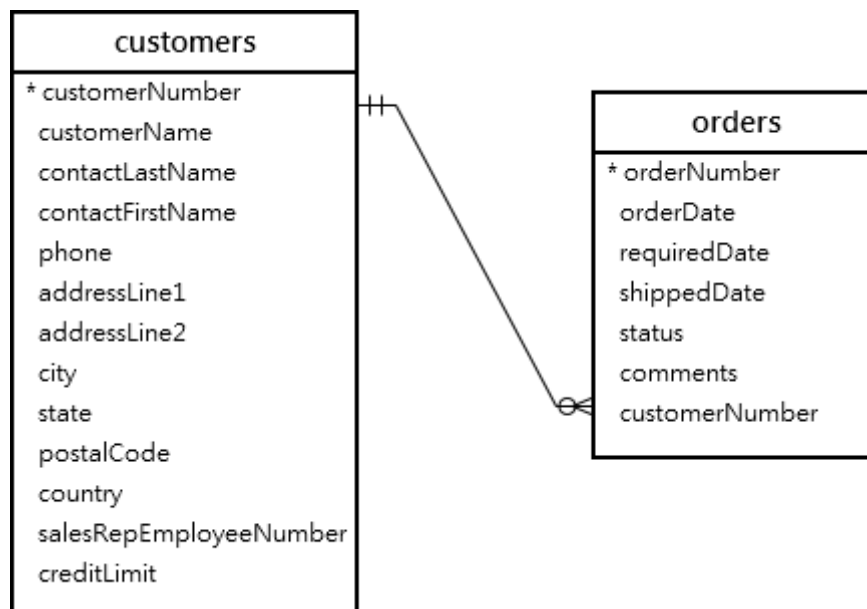 customers
* customerNumber
customerName
contactLastName
contactFirstName
phone
addressLine1
addressLine2
city
state
postalCode
country
salesRepEmployeeNumber
creditLimit
orders
* orderNumber
orderDate
requiredDate
shippedDate
status
comments
customerNumber